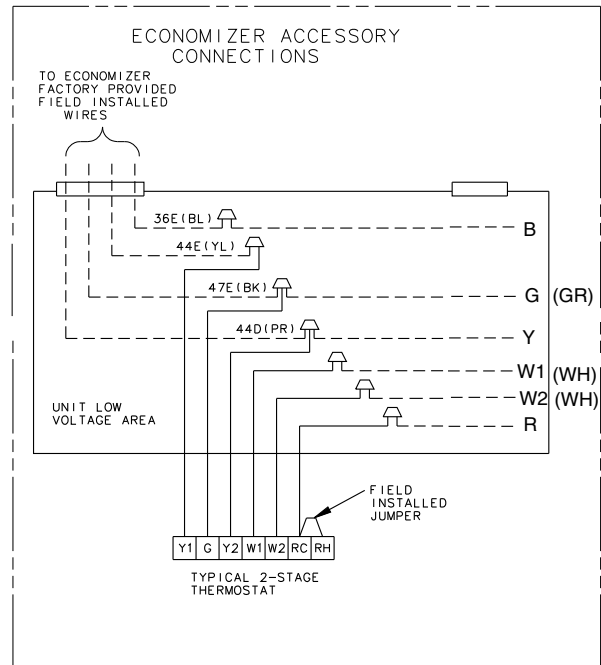 ECONOMIZER ACCESSORY
CONNECTIONS
TO ECONOMIZER
FACTORY PROVIDED
FIELD INSTALLED
WIRES
36E(BL)
B
44E(YL)
47E(BK)
G (GR)
44D(PR)
Y
W1 (WH)
W2 (WH)
R
UNIT LOW
VOLTAGE AREA
FIELD
INSTALLED
JUMPER
Y1 G Y2 W1 W2 RC RH
TYPICAL 2-STAGE
THERMOSTAT